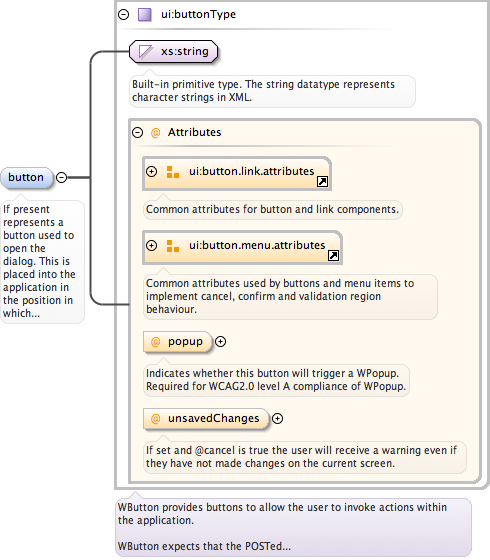 ui:buttonType
xs:string
Built-in primitive type. The string datatype represents
character strings in XML.
@ Attributes
ui:button.link.attributes
Common attributes for button and link components.
ui:button.menu.attributes
Common attributes used by buttons and menu items to
implement cancel, confirm and validation region
behaviour.
@ popup
Indicates whether this button will trigger a WPopup.
Required for WCAG2.0 level A compliance of WPopup.
@ unsavedChanges
If set and @cancel is true the user will receive a warning even if
they have not made changes on the current screen.
button
If present
represents a
button used to
open the
dialog. This is
placed into the
application in
the position in
which...
WButton provides buttons to allow the user to invoke actions within
the application.
WButton expects that the POSTed...